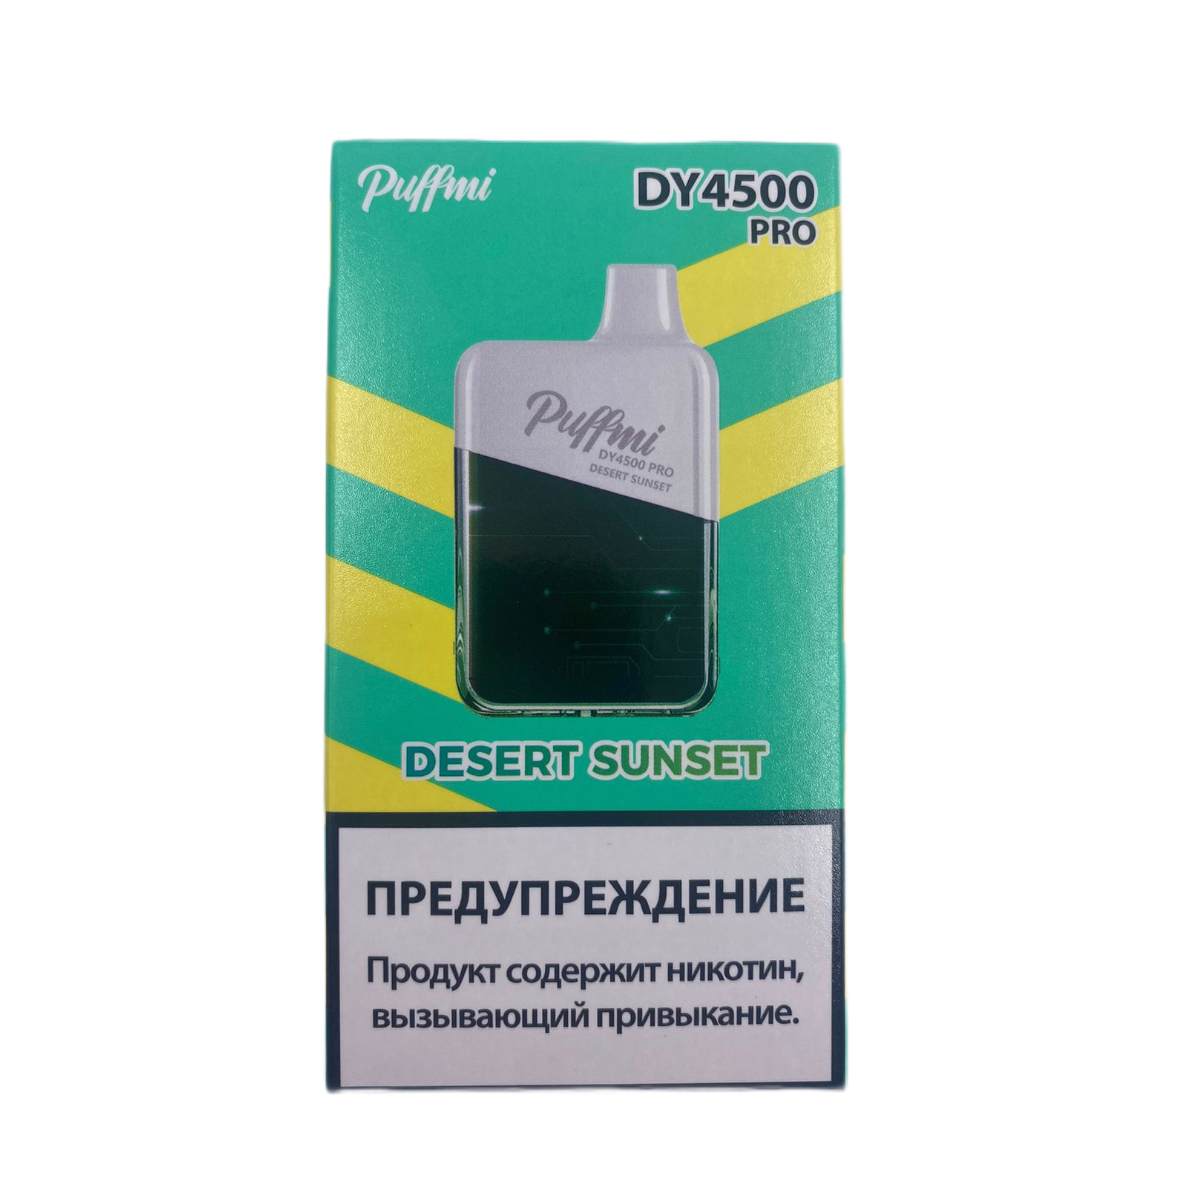 Puffmi
DY4500
PRO
Puffmi
DY4500 PRO
DESERT SUNSET
DESERT SUNSET
ПРЕДУПРЕЖДЕНИЕ
Продукт содержит никотин,
вызывающий привыкание.